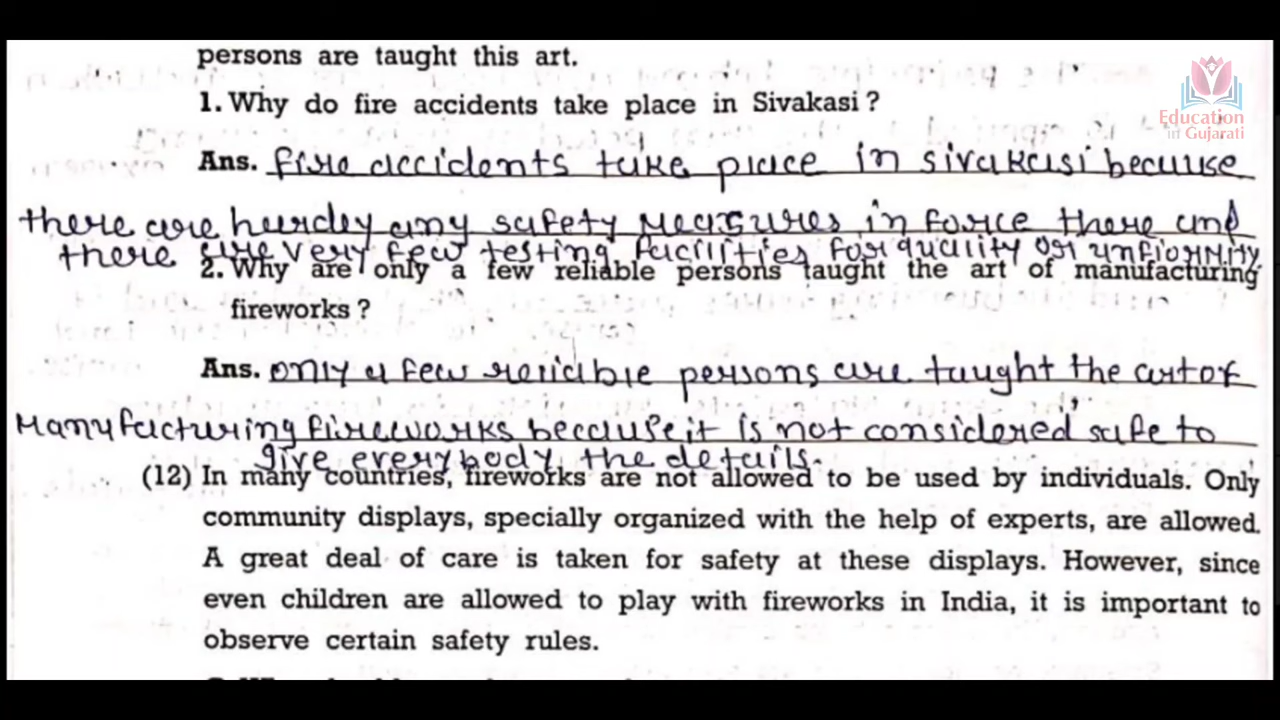 persons are taught this art.
Education
in Gujarati
1. Why do fire accidents take place in Sivakasi ?
Ans. fire accidents take place in sivakasi because
there are hardey any safety measures in force there and
there are very few testing facilities for quality or unfiormity
2. Why are only a few reliable persons taught the art of manufacturing
fireworks ?
Ans. only a few reliable persons are taught the art of
manufacturing fireworks because it is not considered safe to
give everybody the details.
(12) In many countries, fireworks are not allowed to be used by individuals. Only
community displays, specially organized with the help of experts, are allowed.
A great deal of care is taken for safety at these displays. However, since
even children are allowed to play with fireworks in India, it is important to
observe certain safety rules.